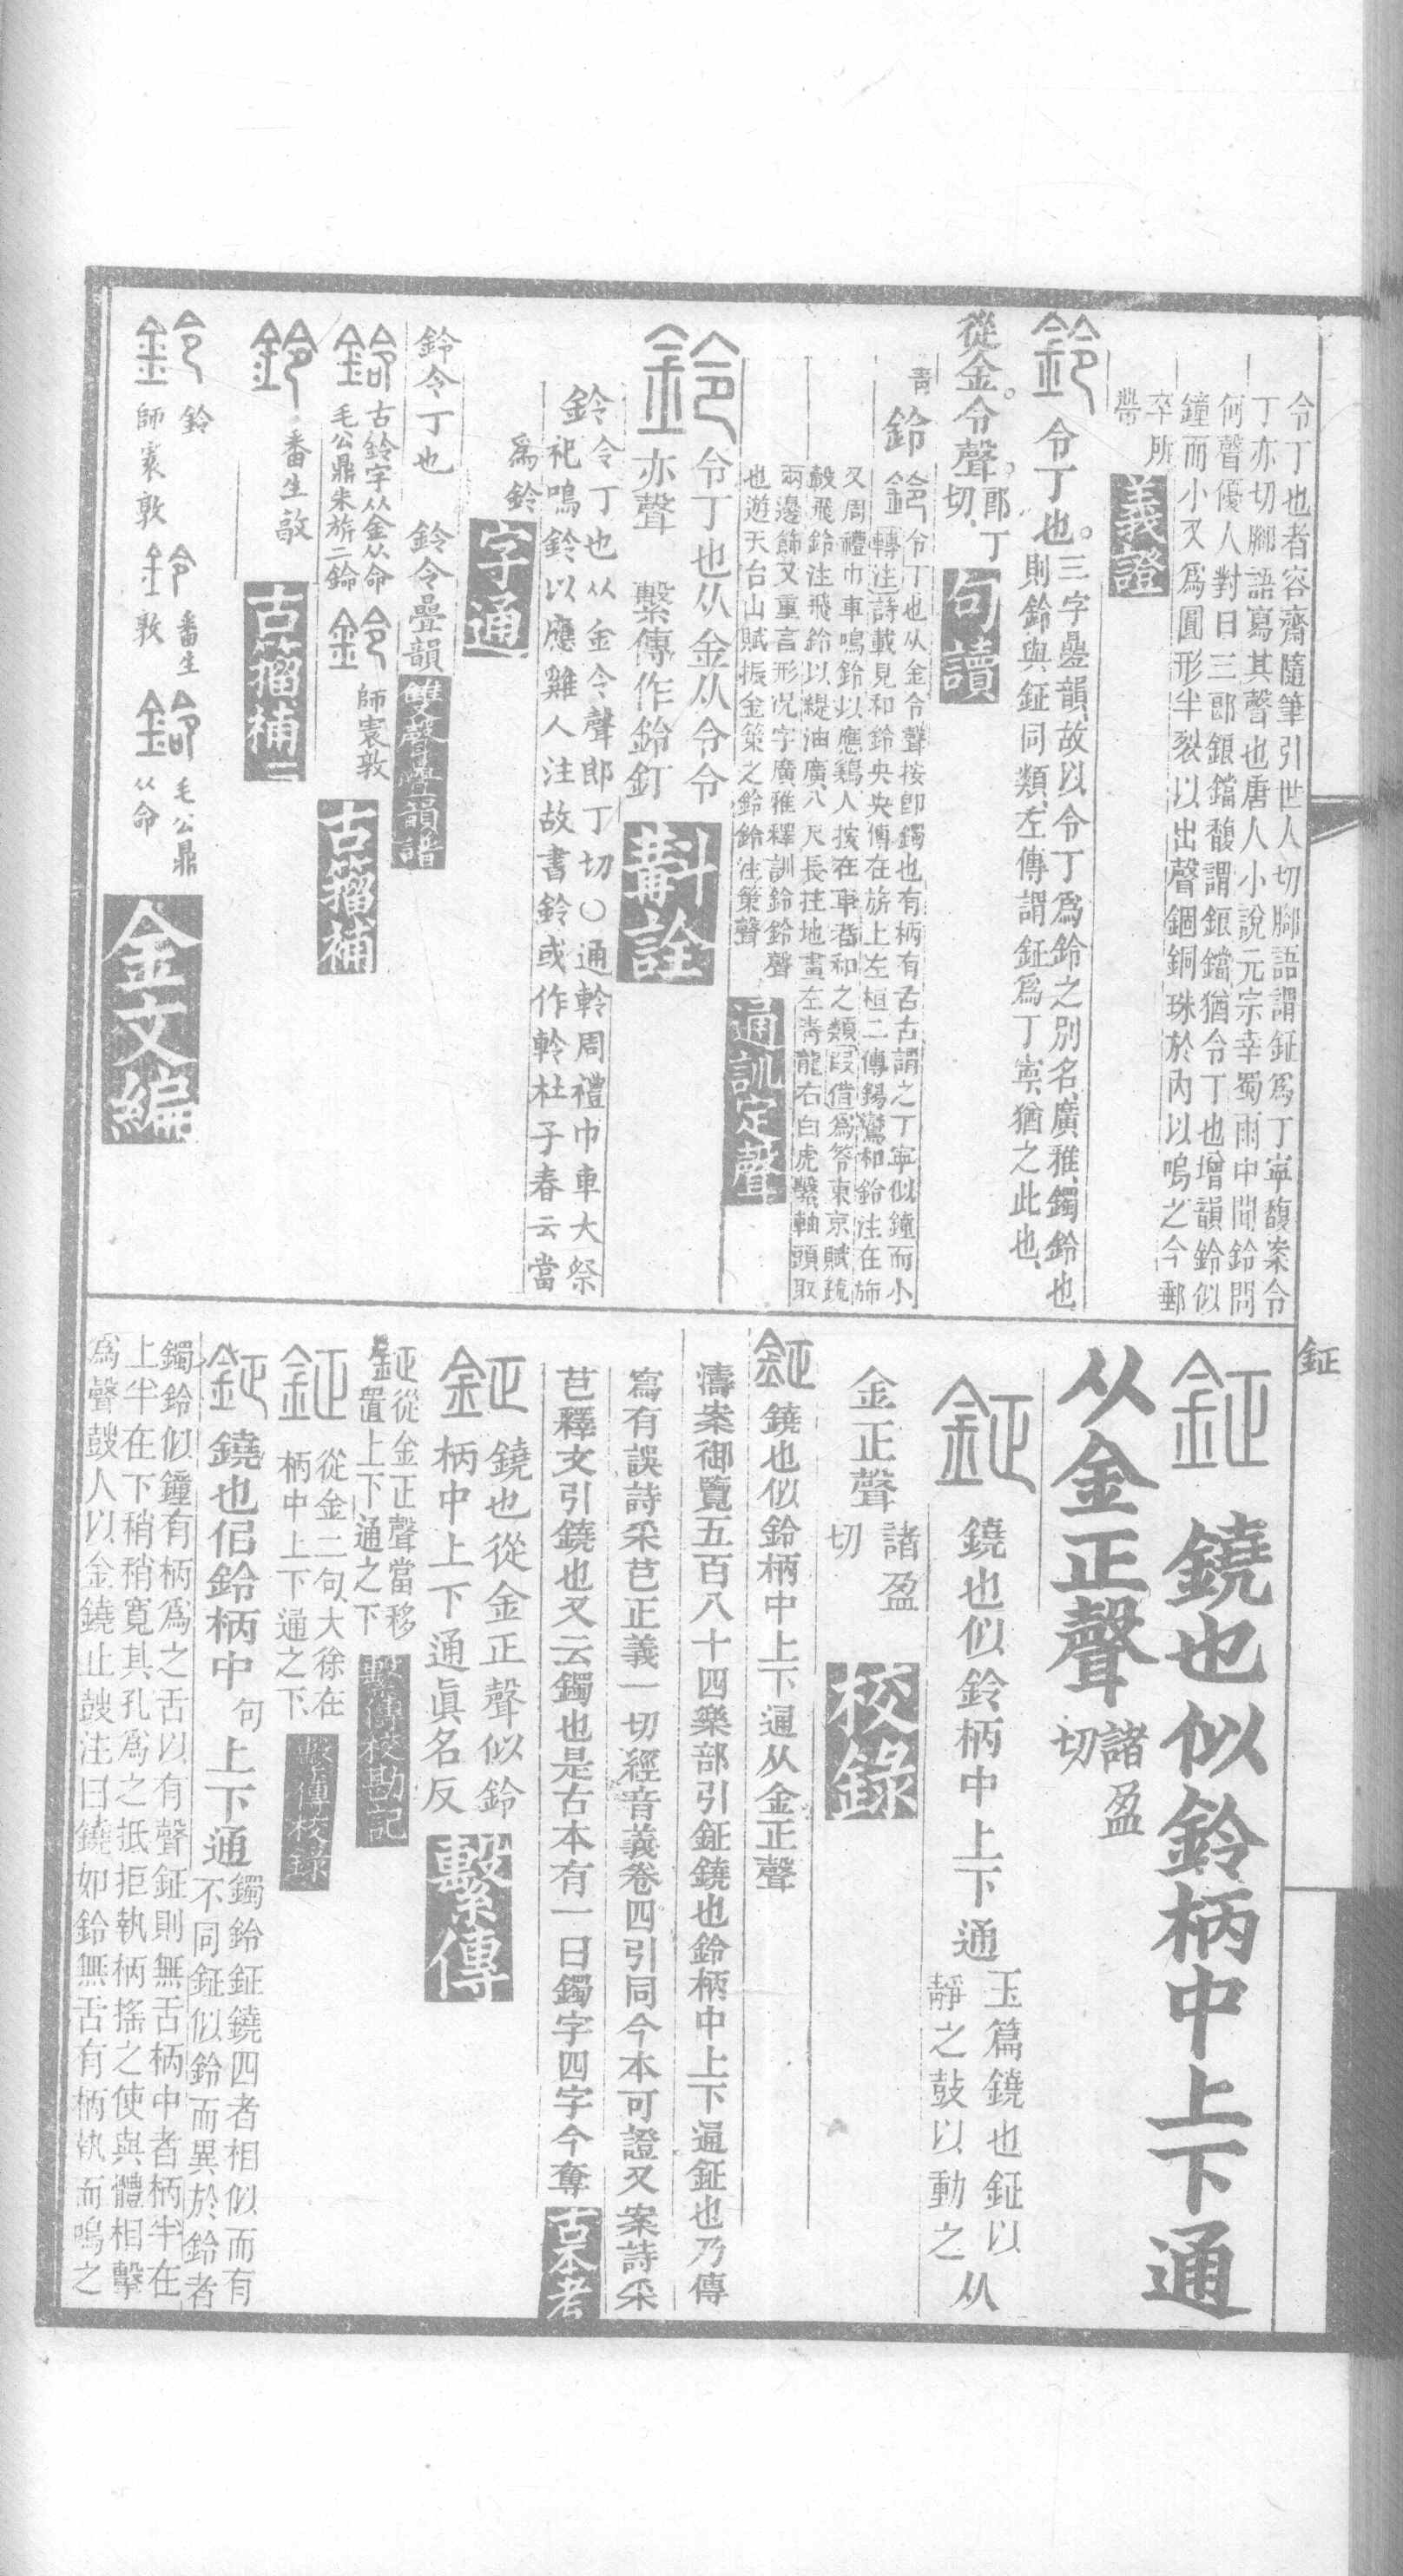 令丁也者容齋隨筆引世人切腳語謂鉦爲丁寧馥案令
丁亦切腳語寫其聲也唐人小說元宗幸蜀雨中聞鈴問
何聲優人對曰三郎鋃鐺馥謂鋃鐺猶令丁也增韻鈴似
鐘而小又爲圓形半裂以出聲錮銅珠於內以鳴之今郵
卒所
帶
義證
鈴
令丁也。三字疊韻、故以令丁爲鈴之別名、廣雅、鐲鈴也
則鈴與鉦同類、左傳謂鉦爲丁寧、猶之此也、
從金。令聲。郎丁
切、
句讀
靑
鈴
鈴令丁也从金令聲按卽鐲也有柄有舌古謂之丁寧似鐘而小
轉注詩載見和鈴央央傳在旂上左桓二傳鍚鸞和鈴注在旂
又周禮巾車鳴鈴以應鷄人按在車者和之類叚借爲笭東京賦疏
轂飛鈴注飛鈴以緹油廣八尺長拄地畫左靑龍右白虎繫軸頭取
兩邊飾又重言形況字廣雅釋訓鈴鈴聲
也遊天台山賦振金策之鈴鈴注策聲
通訓定聲
鈴
令丁也从金从令令
亦聲　繫傳作鈴釘
斠詮
鈴令丁也从金令聲郎丁切○通軨周禮巾車大祭
祀鳴鈴以應雞人注故書鈴或作軨杜子春云當
爲鈴
字通
鈴令丁也　鈴令疊韻
雙聲疊韻譜
鈴
古鈴字从金从命
毛公鼎朱旂二鈴
鈴
師寰敦
古籀補
鈴
番生敦
古籀補二
鈴
鈴
師寰敦
鈴
番生
敦
鈴
毛公鼎
从命
金文編
鉦
鉦
鐃也似鈴柄中上下通
从金正聲諸盈
切
鉦
鐃也似鈴柄中上下通玉篇鐃也鉦以
靜之鼓以動之从
金正聲諸盈
切
校錄
鉦
鐃也似鈴柄中上下通从金正聲
濤案御覽五百八十四樂部引鉦鐃也鈴柄中上下通鉦也乃傳
寫有誤詩采芑正義一切經音義卷四引同今本可證又案詩采
芑釋文引鐃也又云鐲也是古本有一曰鐲字四字今奪
古本考
鉦
鐃也從金正聲似鈴
柄中上下通眞名反
繫傳
鉦從金正聲當移
置上下通之下
繫傳校勘記
鉦
從金二句大徐在
柄中上下通之下
繫傳校錄
鉦
鐃也佀鈴柄中句上下通鐲鈴鉦鐃四者相似而有
不同鉦似鈴而異於鈴者
鐲鈴似鐘有柄爲之舌以有聲鉦則無舌柄中者柄半在
上半在下稍稍寬其孔爲之抵拒執柄搖之使與體相擊
爲聲鼓人以金鐃止鼓注曰鐃如鈴無舌有柄執而鳴之